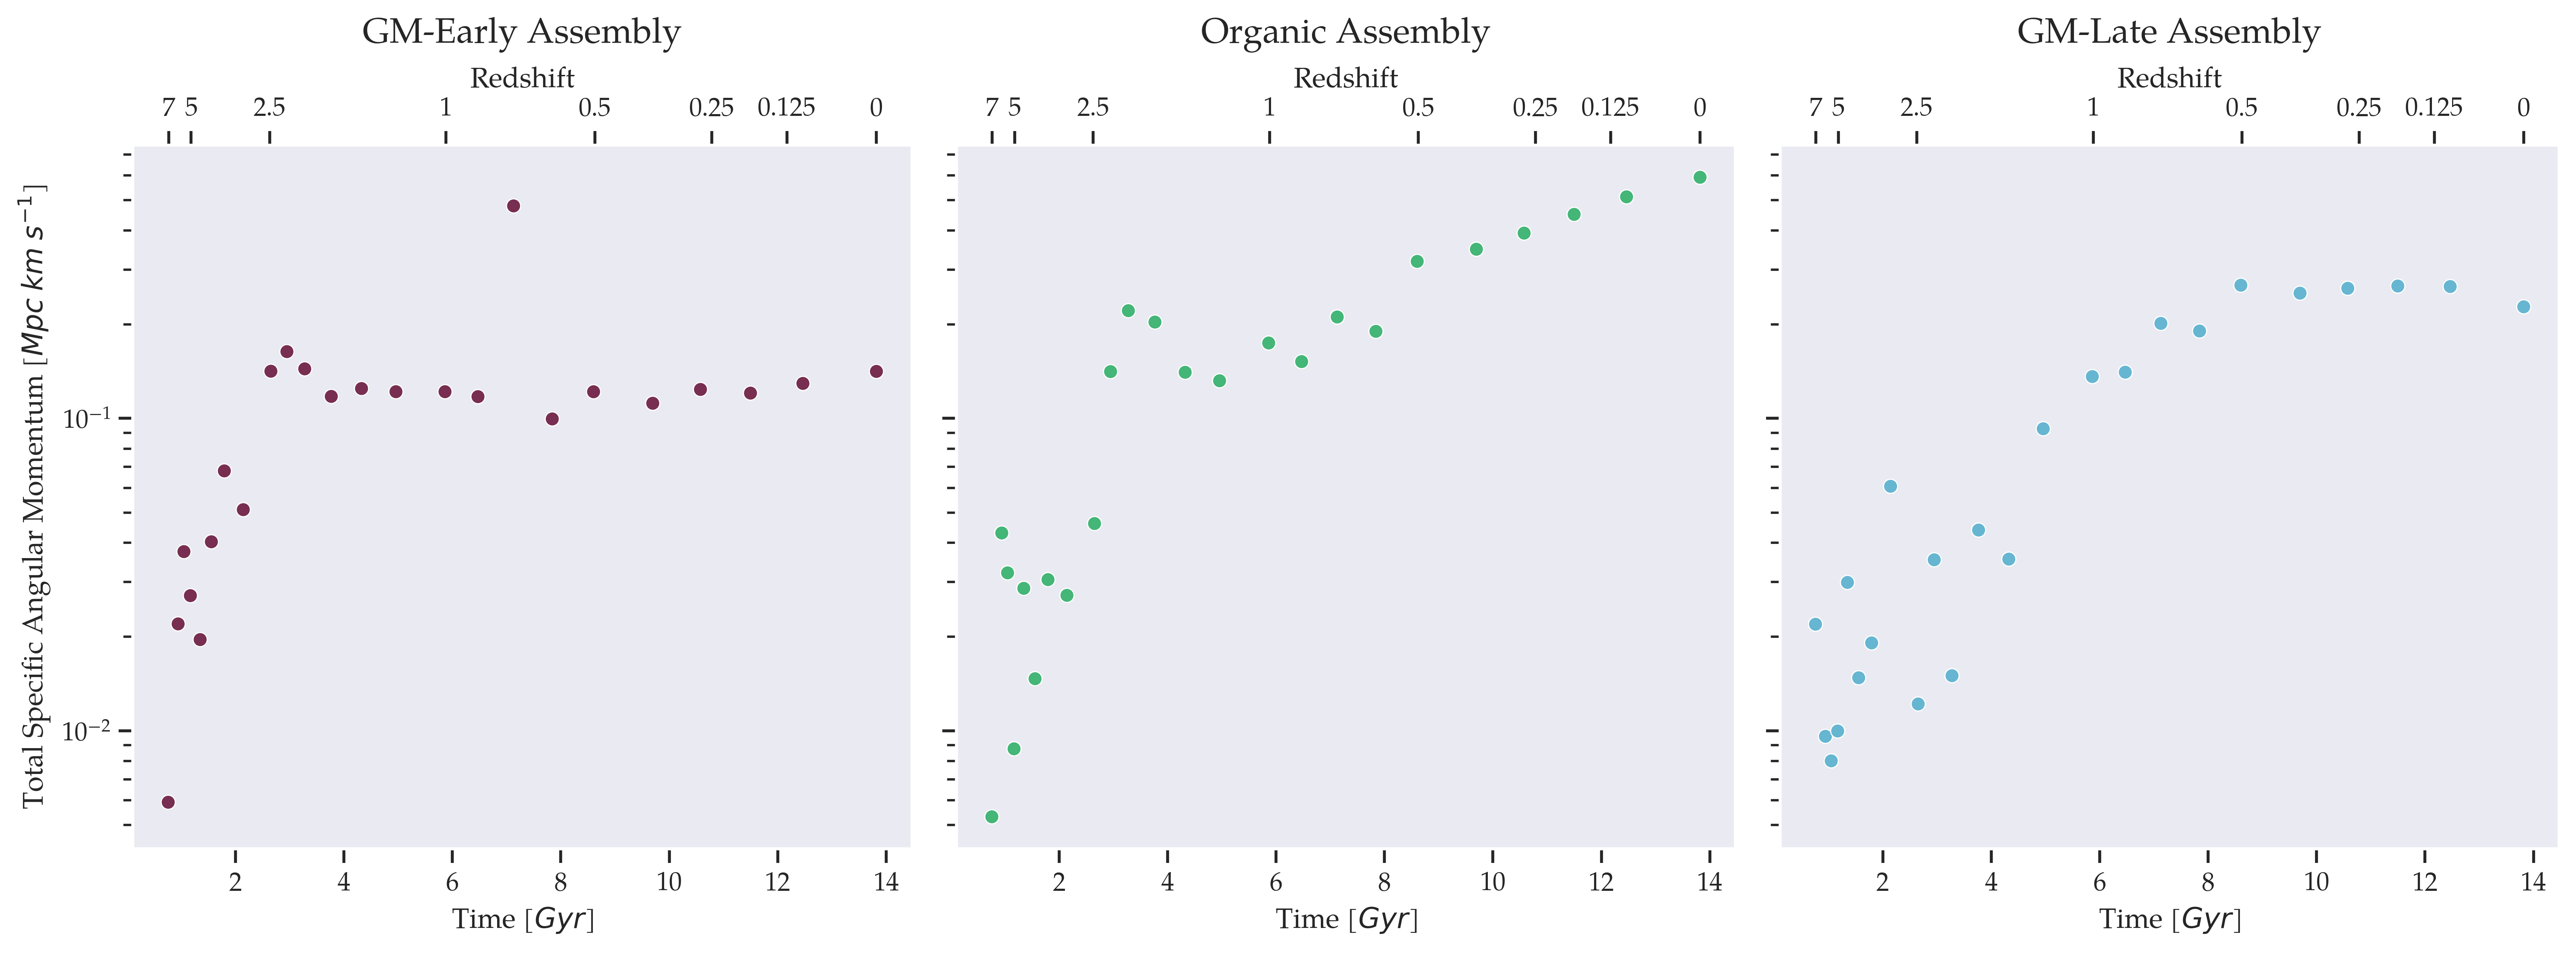 GM-Early Assembly
Redshift
7 5 2.5 1 0.5 0.25 0.125 0
Organic Assembly
Redshift
7 5 2.5 1 0.5 0.25 0.125 0
GM-Late Assembly
Redshift
7 5 2.5 1 0.5 0.25 0.125 0
Total Specific Angular Momentum [Mpc km s⁻¹]
10⁻¹
10⁻²
2 4 6 8 10 12 14
Time [Gyr]
2 4 6 8 10 12 14
Time [Gyr]
2 4 6 8 10 12 14
Time [Gyr]